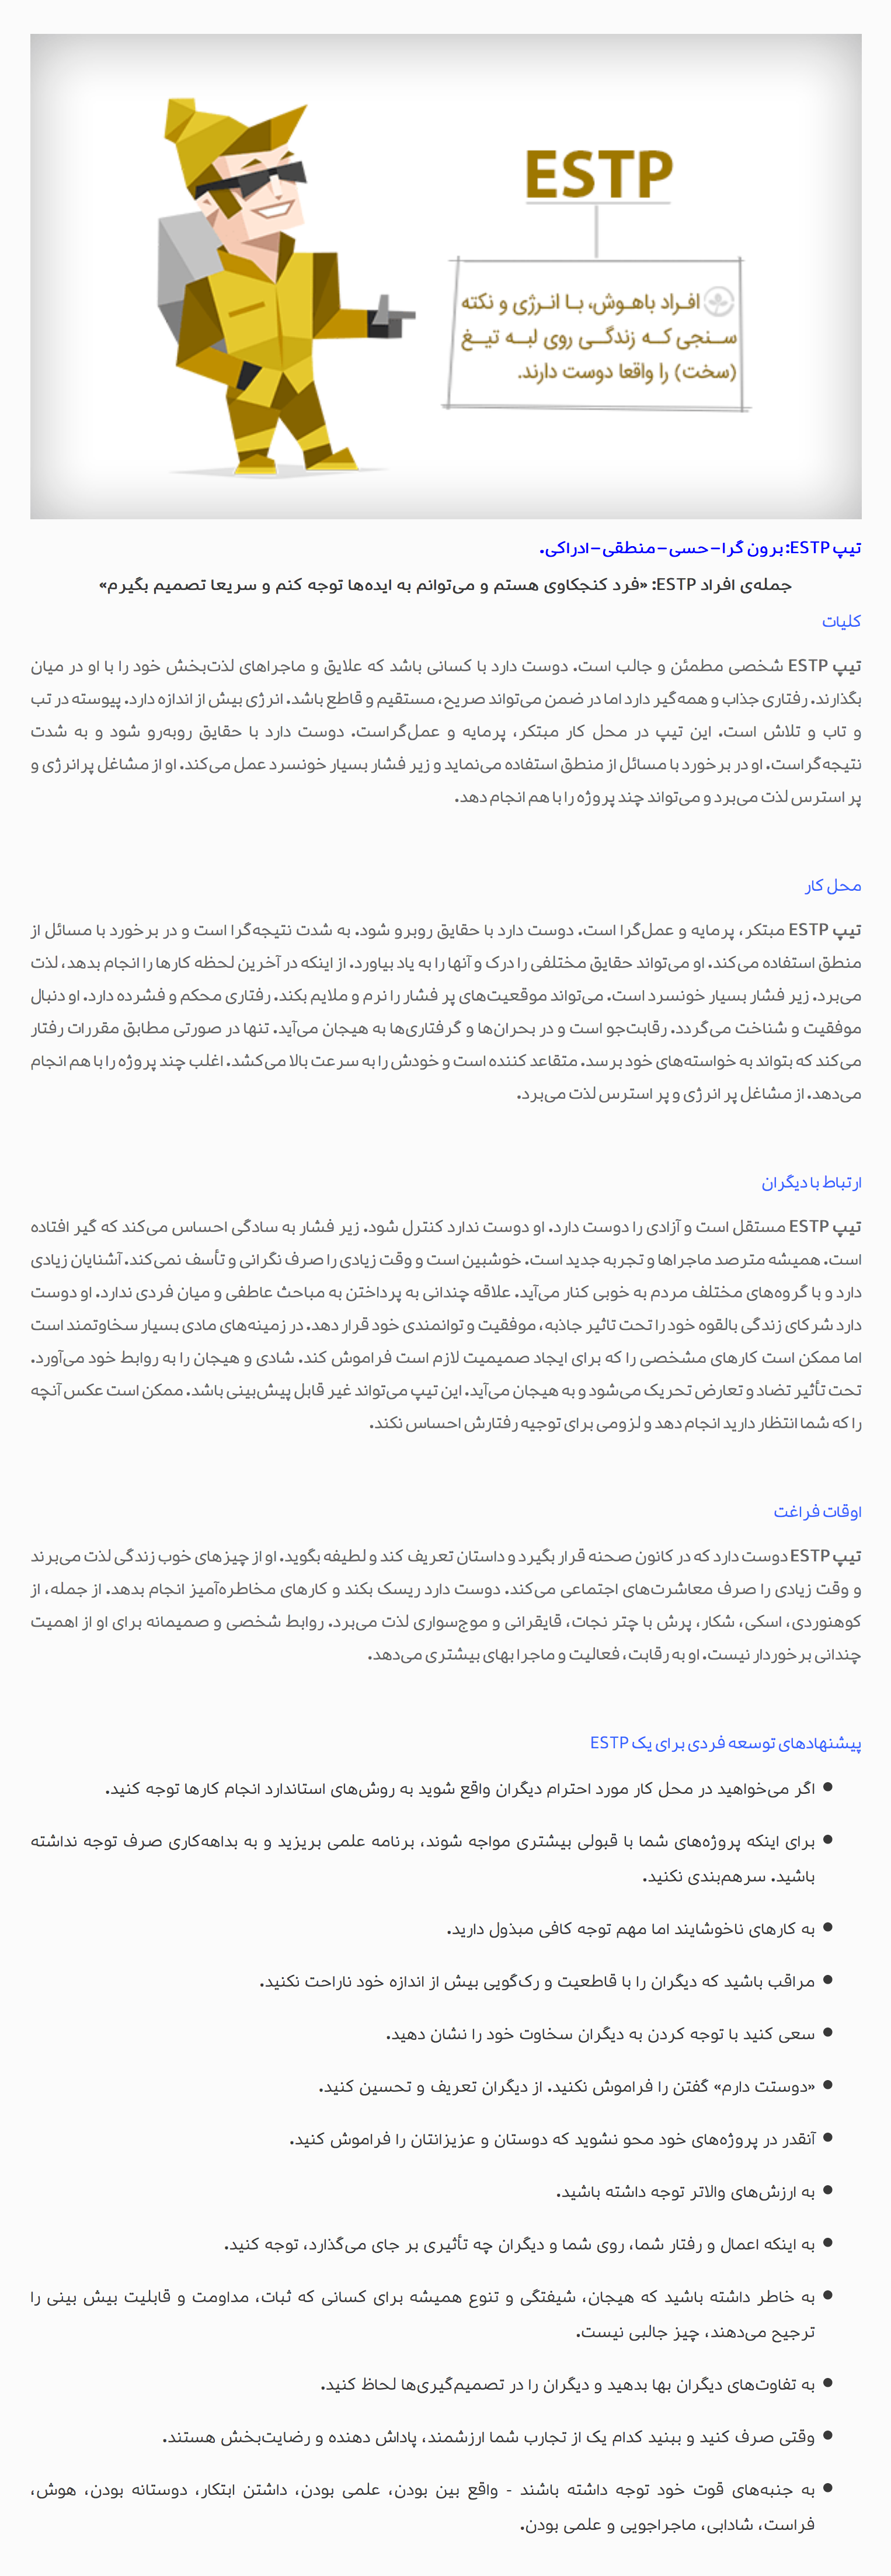 ESTP
افراد باهوش، با انرژی و نکته
سنجی که زندگی روی لبه تیغ
(سخت) را واقعا دوست دارند.
تیپ ESTP: برون گرا–حسی–منطقی–ادراکی.
جمله‌ی افراد ESTP: «فرد کنجکاوی هستم و می‌توانم به ایده‌ها توجه کنم و سریعا تصمیم بگیرم»
کلیات
تیپ ESTP شخصی مطمئن و جالب است. دوست دارد با کسانی باشد که علایق و ماجراهای لذت‌بخش خود را با او در میان
بگذارند. رفتاری جذاب و همه‌گیر دارد اما در ضمن می‌تواند صریح، مستقیم و قاطع باشد. انرژی بیش از اندازه دارد. پیوسته در تب
و تاب و تلاش است. این تیپ در محل کار مبتکر، پرمایه و عمل‌گراست. دوست دارد با حقایق روبه‌رو شود و به شدت
نتیجه‌گراست. او در برخورد با مسائل از منطق استفاده می‌نماید و زیر فشار بسیار خونسرد عمل می‌کند. او از مشاغل پرانرژی و
پر استرس لذت می‌برد و می‌تواند چند پروژه را با هم انجام دهد.
محل کار
تیپ ESTP مبتکر، پرمایه و عمل‌گرا است. دوست دارد با حقایق روبرو شود. به شدت نتیجه‌گرا است و در برخورد با مسائل از
منطق استفاده می‌کند. او می‌تواند حقایق مختلفی را درک و آنها را به یاد بیاورد. از اینکه در آخرین لحظه کارها را انجام بدهد، لذت
می‌برد. زیر فشار بسیار خونسرد است. می‌تواند موقعیت‌های پر فشار را نرم و ملایم بکند. رفتاری محکم و فشرده دارد. او دنبال
موفقیت و شناخت می‌گردد. رقابت‌جو است و در بحران‌ها و گرفتاری‌ها به هیجان می‌آید. تنها در صورتی مطابق مقررات رفتار
می‌کند که بتواند به خواسته‌های خود برسد. متقاعد کننده است و خودش را به سرعت بالا می‌کشد. اغلب چند پروژه را با هم انجام
می‌دهد. از مشاغل پر انرژی و پر استرس لذت می‌برد.
ارتباط با دیگران
تیپ ESTP مستقل است و آزادی را دوست دارد. او دوست ندارد کنترل شود. زیر فشار به سادگی احساس می‌کند که گیر افتاده
است. همیشه مترصد ماجراها و تجربه جدید است. خوشبین است و وقت زیادی را صرف نگرانی و تأسف نمی‌کند. آشنایان زیادی
دارد و با گروه‌های مختلف مردم به خوبی کنار می‌آید. علاقه چندانی به پرداختن به مباحث عاطفی و میان فردی ندارد. او دوست
دارد شرکای زندگی بالقوه خود را تحت تاثیر جاذبه، موفقیت و توانمندی خود قرار دهد. در زمینه‌های مادی بسیار سخاوتمند است
اما ممکن است کارهای مشخصی را که برای ایجاد صمیمیت لازم است فراموش کند. شادی و هیجان را به روابط خود می‌آورد.
تحت تأثیر تضاد و تعارض تحریک می‌شود و به هیجان می‌آید. این تیپ می‌تواند غیر قابل پیش‌بینی باشد. ممکن است عکس آنچه
را که شما انتظار دارید انجام دهد و لزومی برای توجیه رفتارش احساس نکند.
اوقات فراغت
تیپ ESTP دوست دارد که در کانون صحنه قرار بگیرد و داستان تعریف کند و لطیفه بگوید. او از چیزهای خوب زندگی لذت می‌برند
و وقت زیادی را صرف معاشرت‌های اجتماعی می‌کند. دوست دارد ریسک بکند و کارهای مخاطره‌آمیز انجام بدهد. از جمله، از
کوهنوردی، اسکی، شکار، پرش با چتر نجات، قایقرانی و موج‌سواری لذت می‌برد. روابط شخصی و صمیمانه برای او از اهمیت
چندانی برخوردار نیست. او به رقابت، فعالیت و ماجرا بهای بیشتری می‌دهد.
پیشنهادهای توسعه فردی برای یک ESTP
● اگر می‌خواهید در محل کار مورد احترام دیگران واقع شوید به روش‌های استاندارد انجام کارها توجه کنید.
● برای اینکه پروژه‌های شما با قبولی بیشتری مواجه شوند، برنامه علمی بریزید و به بداهه‌کاری صرف توجه نداشته
باشید. سرهم‌بندی نکنید.
● به کارهای ناخوشایند اما مهم توجه کافی مبذول دارید.
● مراقب باشید که دیگران را با قاطعیت و رک‌گویی بیش از اندازه خود ناراحت نکنید.
● سعی کنید با توجه کردن به دیگران سخاوت خود را نشان دهید.
● «دوستت دارم» گفتن را فراموش نکنید. از دیگران تعریف و تحسین کنید.
● آنقدر در پروژه‌های خود محو نشوید که دوستان و عزیزانتان را فراموش کنید.
● به ارزش‌های والاتر توجه داشته باشید.
● به اینکه اعمال و رفتار شما، روی شما و دیگران چه تأثیری بر جای می‌گذارد، توجه کنید.
● به خاطر داشته باشید که هیجان، شیفتگی و تنوع همیشه برای کسانی که ثبات، مداومت و قابلیت بیش بینی را
ترجیح می‌دهند، چیز جالبی نیست.
● به تفاوت‌های دیگران بها بدهید و دیگران را در تصمیم‌گیری‌ها لحاظ کنید.
● وقتی صرف کنید و ببنید کدام یک از تجارب شما ارزشمند، پاداش دهنده و رضایت‌بخش هستند.
● به جنبه‌های قوت خود توجه داشته باشند - واقع بین بودن، علمی بودن، داشتن ابتکار، دوستانه بودن، هوش،
فراست، شادابی، ماجراجویی و علمی بودن.